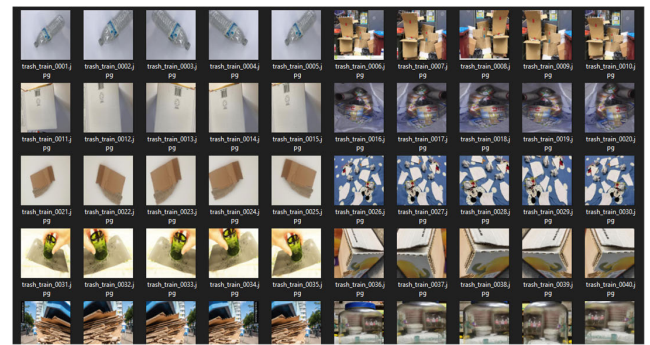 trash_train_0001.j trash_train_0002.j trash_train_0003.j trash_train_0004.j trash_train_0005.j trash_train_0006.j trash_train_0007.j trash_train_0008.j trash_train_0009.j trash_train_0010.j
pg pg pg pg pg pg pg pg pg pg
trash_train_0011.j trash_train_0012.j trash_train_0013.j trash_train_0014.j trash_train_0015.j trash_train_0016.j trash_train_0017.j trash_train_0018.j trash_train_0019.j trash_train_0020.j
pg pg pg pg pg pg pg pg pg pg
trash_train_0021.j trash_train_0022.j trash_train_0023.j trash_train_0024.j trash_train_0025.j trash_train_0026.j trash_train_0027.j trash_train_0028.j trash_train_0029.j trash_train_0030.j
pg pg pg pg pg pg pg pg pg pg
trash_train_0031.j trash_train_0032.j trash_train_0033.j trash_train_0034.j trash_train_0035.j trash_train_0036.j trash_train_0037.j trash_train_0038.j trash_train_0039.j trash_train_0040.j
pg pg pg pg pg pg pg pg pg pg